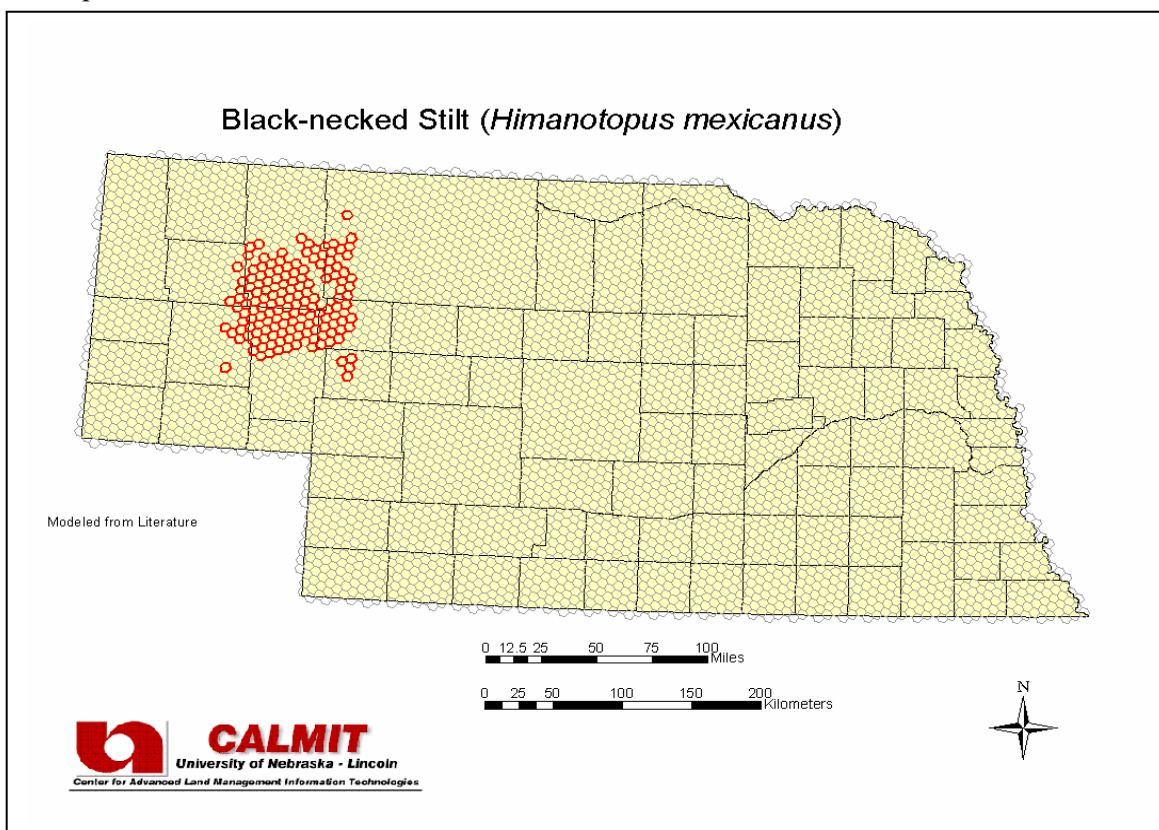 Black-necked Stilt (Himanotopus mexicanus)
Modeled from Literature
0 12.5 25 50 75 100
Miles
0 25 50 100 150 200
Kilometers
N
CALMIT
University of Nebraska - Lincoln
Center for Advanced Land Management Information Technologies